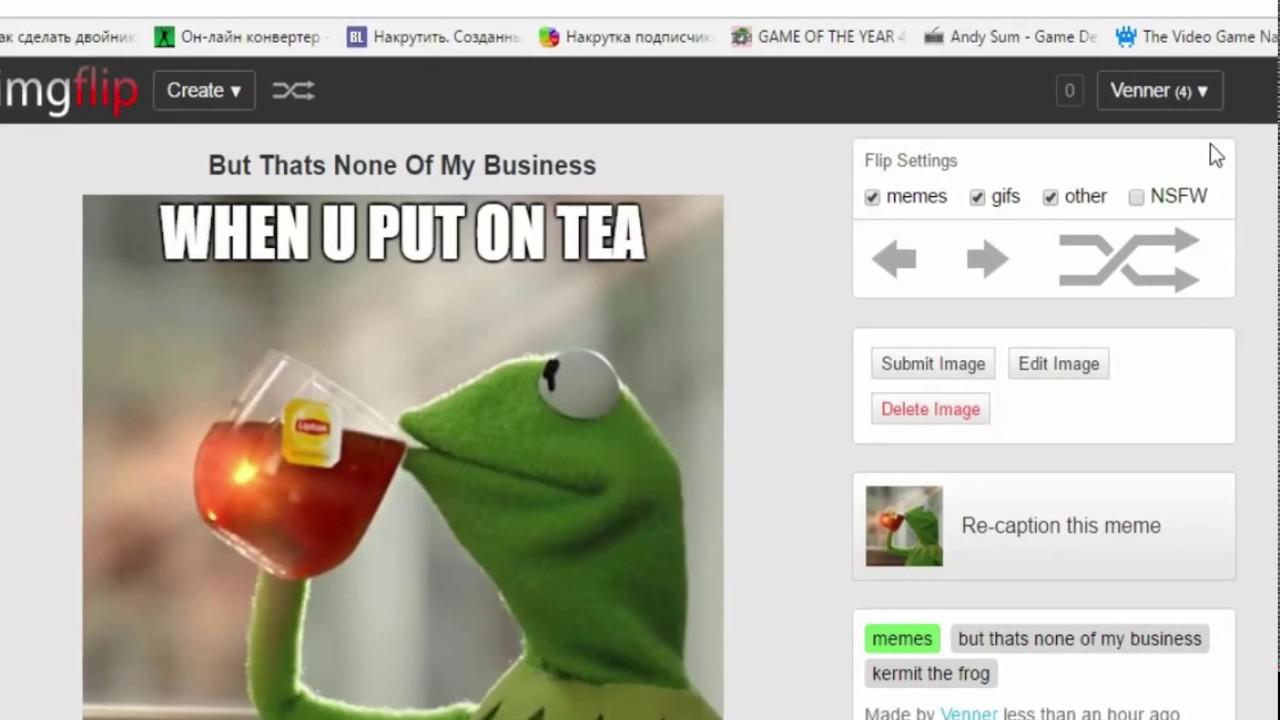 ак сделать двойник Он-лайн конвертер - BL Накрутить. Созданн Накрутка подписчик GAME OF THE YEAR 4 Andy Sum - Game De The Video Game Na
imgflip Create ▾ 0 Venner (4) ▾
But Thats None Of My Business
WHEN U PUT ON TEA
Lipton
Flip Settings
memes gifs other NSFW
Submit Image Edit Image
Delete Image
Re-caption this meme
memes but thats none of my business
kermit the frog
Made by Venner less than an hour ago